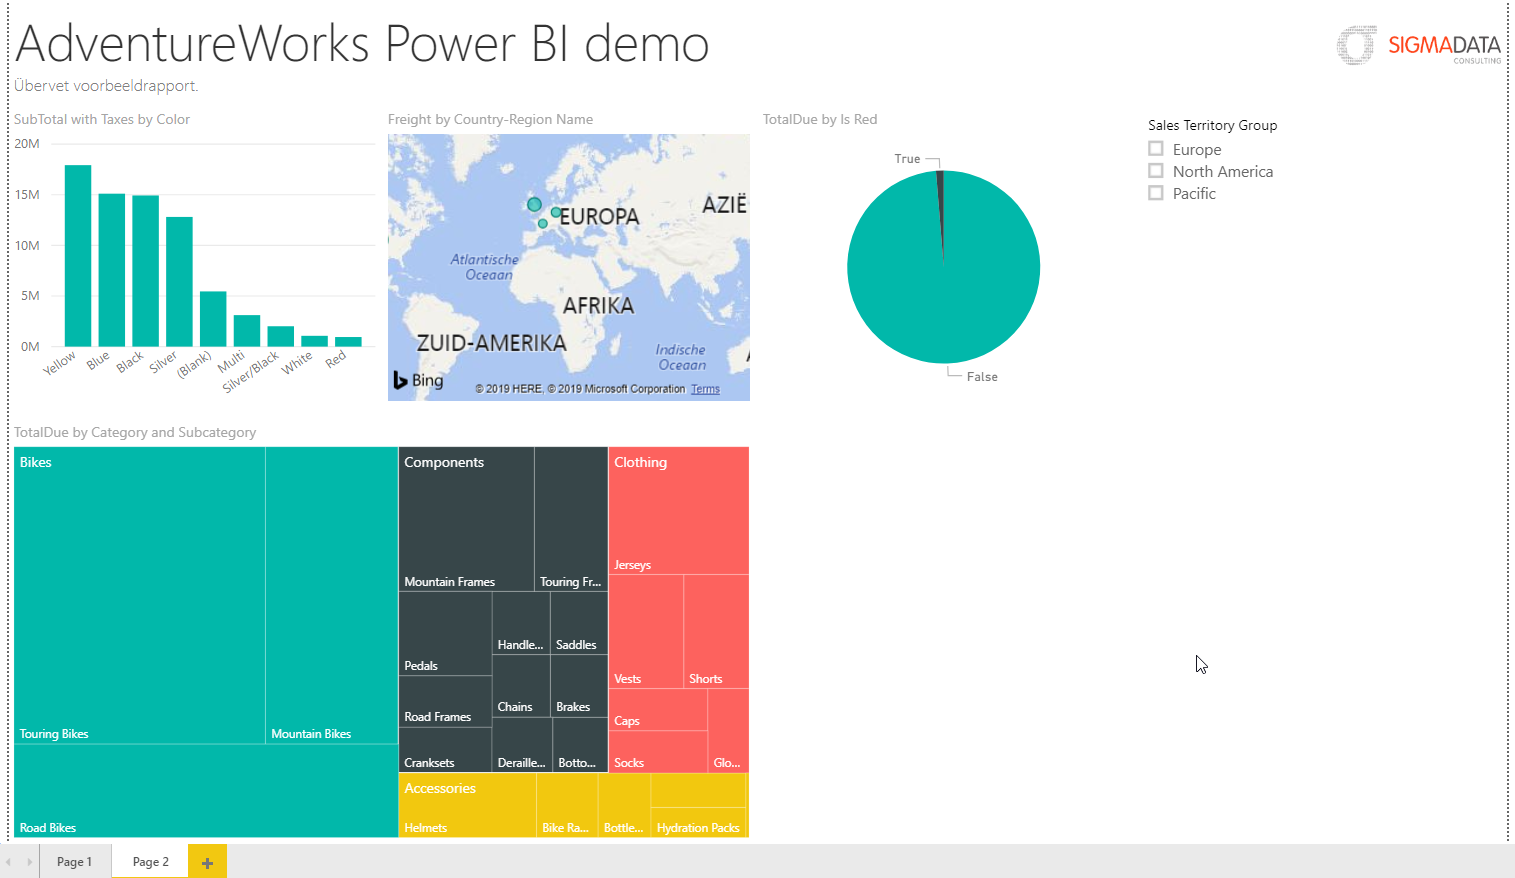 AdventureWorks Power BI demo
SIGMADATA
CONSULTING
Übervet voorbeeldrapport.
SubTotal with Taxes by Color
20M
15M
10M
5M
0M
Yellow
Blue
Black
Silver
(Blank)
Multi
Silver/Black
White
Red
Freight by Country-Region Name
AZIË
EUROPA
Atlantische
Oceaan
AFRIKA
ZUID-AMERIKA
Indische
Oceaan
Bing
© 2019 HERE, © 2019 Microsoft Corporation Terms
TotalDue by Is Red
True
False
Sales Territory Group
Europe
North America
Pacific
TotalDue by Category and Subcategory
Bikes
Touring Bikes
Mountain Bikes
Road Bikes
Components
Mountain Frames
Touring Fr...
Pedals
Handle...
Saddles
Road Frames
Chains
Brakes
Cranksets
Deraille...
Botto...
Clothing
Jerseys
Vests
Shorts
Caps
Socks
Glo...
Accessories
Helmets
Bike Ra...
Bottle...
Hydration Packs
Page 1
Page 2
+